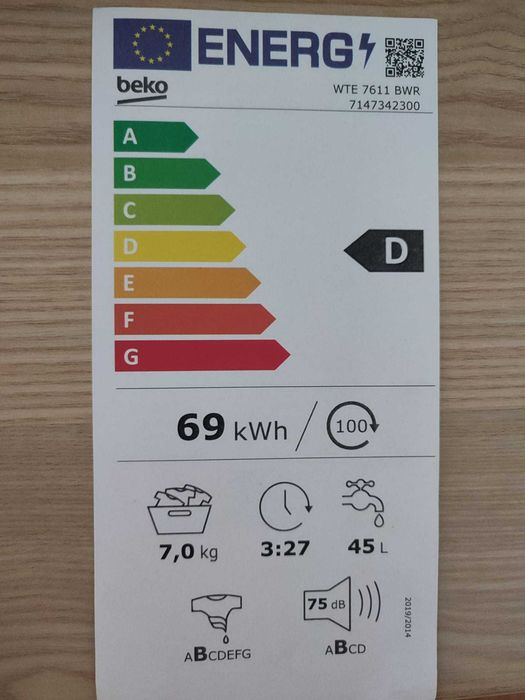 ENERG
beko
WTE 7611 BWR
7147342300
A
B
C
D
D
E
F
G
69 kWh / 100
7,0 kg
3:27
45 L
75 dB
ABCDEFG
ABCD
2019/2014